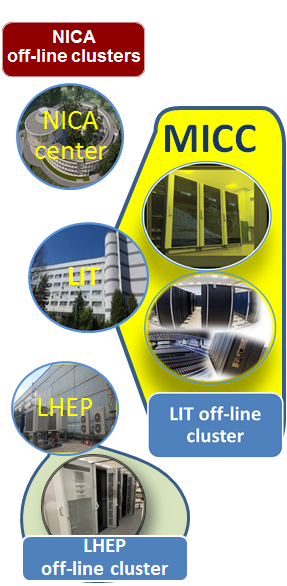 NICA
off-line clusters
NICA
center
MICC
LIT
LHEP
LIT off-line
cluster
LHEP
off-line cluster